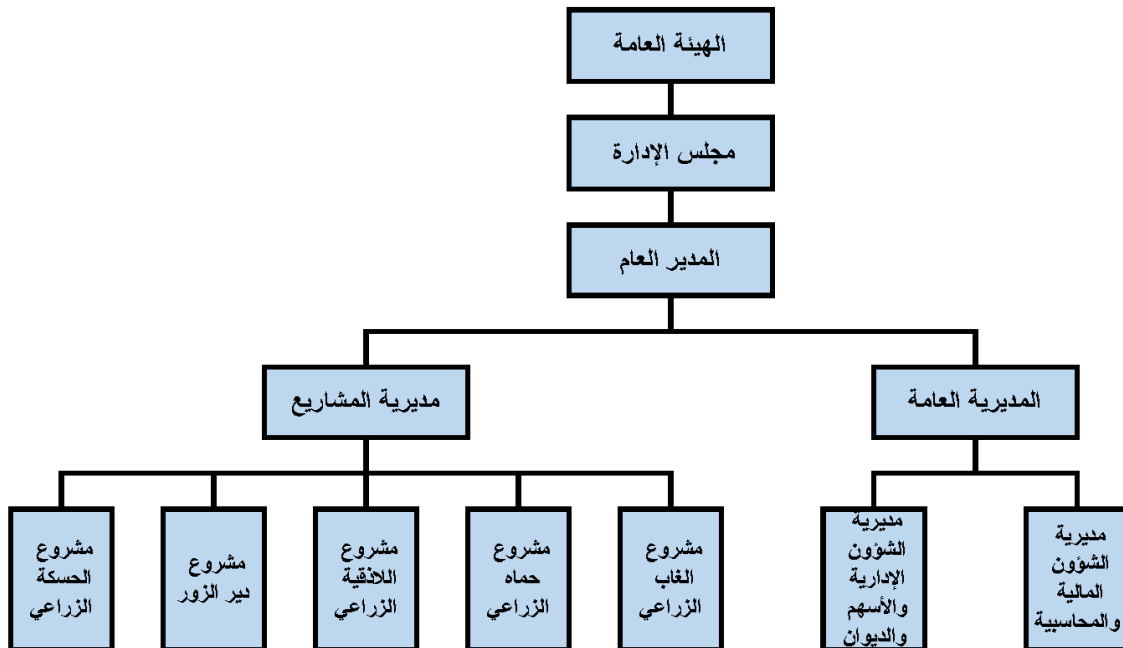 الهيئة العامة
مجلس الإدارة
المدير العام
المديرية العامة
مديرية المشاريع
مديرية
الشؤون
المالية
والمحاسبية
مديرية
الشؤون
الإدارية
والأسهم
والديوان
مشروع
الغاب
الزراعي
مشروع
حماه
الزراعي
مشروع
اللاذقية
الزراعي
مشروع
دير الزور
مشروع
الحسكة
الزراعي